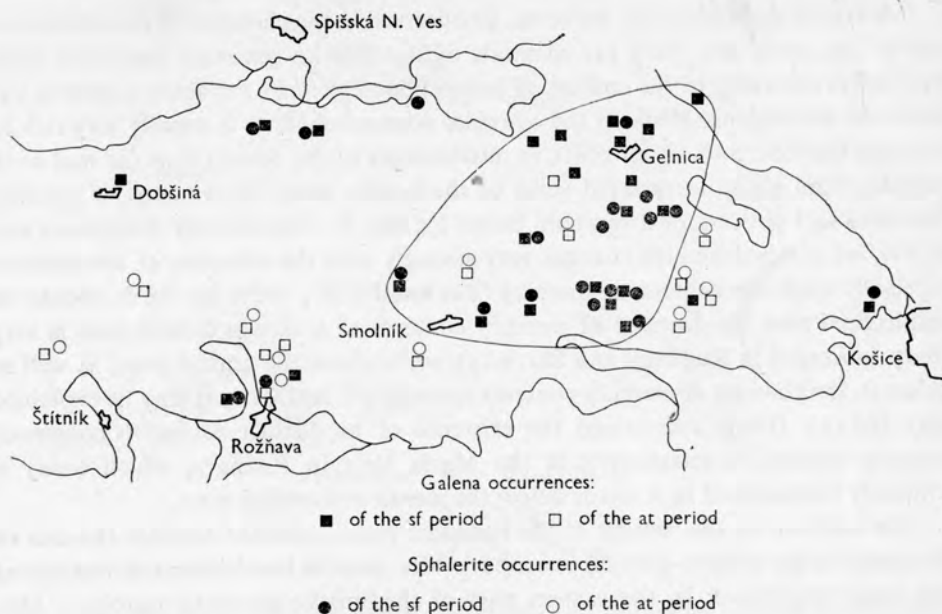 Spišská N. Ves
Gelnica
Dobšiná
Smolník
Košice
Štítnik
Rožňava
Galena occurrences:
of the sf period of the at period
Sphalerite occurrences:
of the sf period of the at period